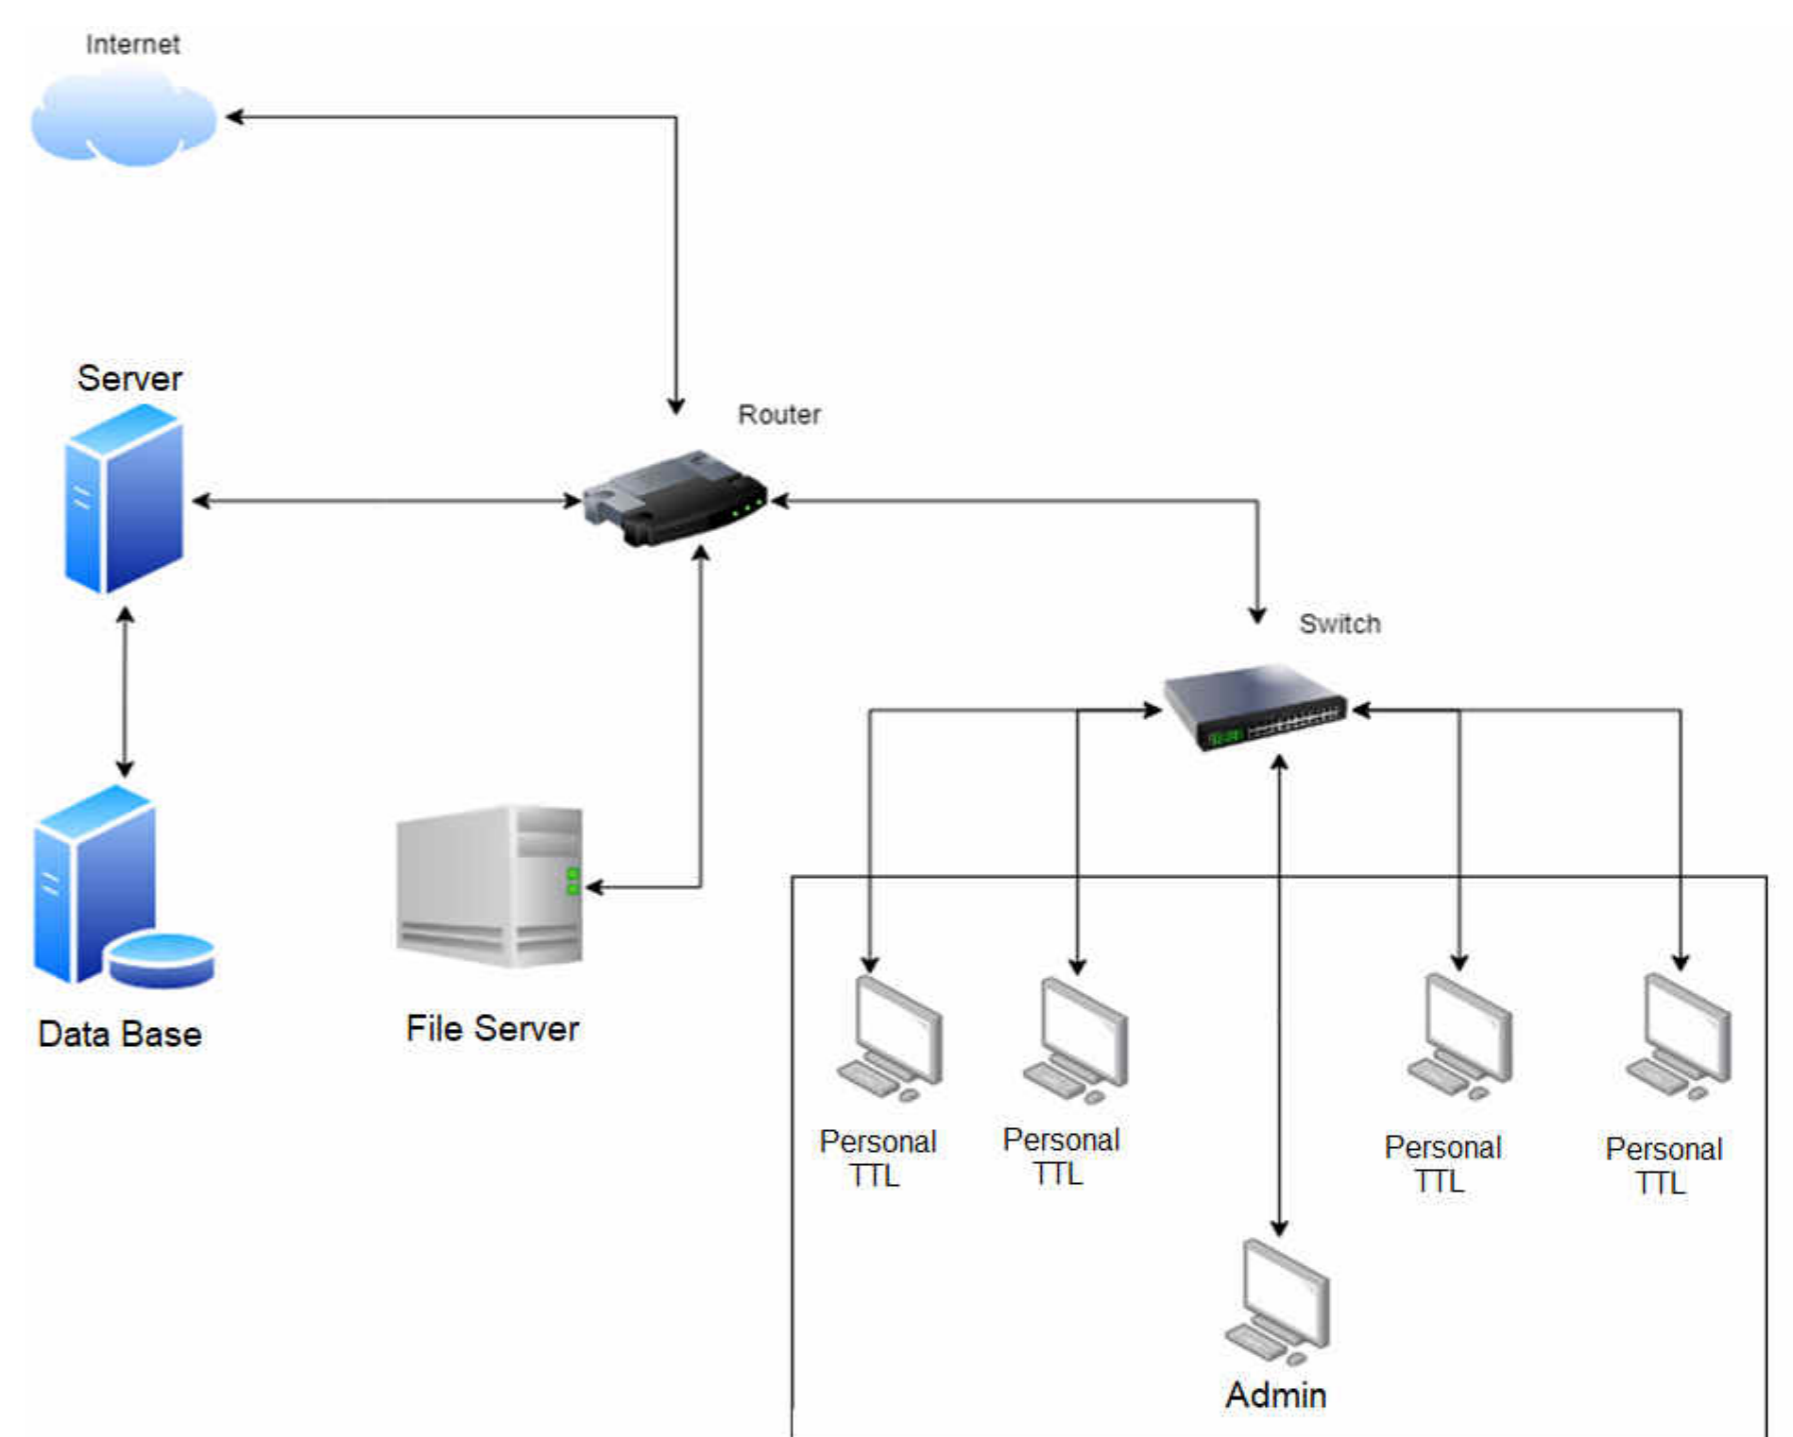 Internet
Server
Router
Switch
Data Base
File Server
Personal
TTL
Personal
TTL
Personal
TTL
Personal
TTL
Admin